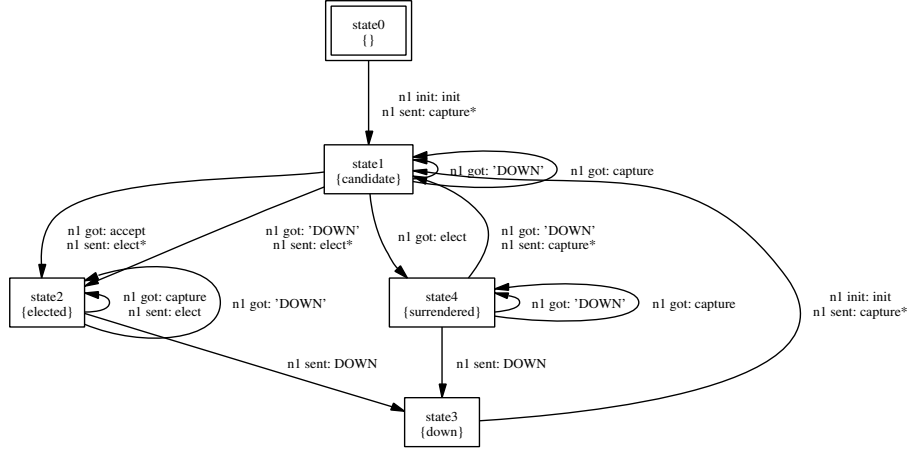 state0
{}
n1 init: init
n1 sent: capture*
state1
{candidate}
n1 got: 'DOWN'
n1 got: capture
n1 got: accept
n1 sent: elect*
n1 got: 'DOWN'
n1 sent: elect*
n1 got: elect
n1 got: 'DOWN'
n1 sent: capture*
state2
{elected}
n1 got: capture
n1 sent: elect
n1 got: 'DOWN'
state4
{surrendered}
n1 got: 'DOWN'
n1 got: capture
n1 init: init
n1 sent: capture*
n1 sent: DOWN
n1 sent: DOWN
state3
{down}